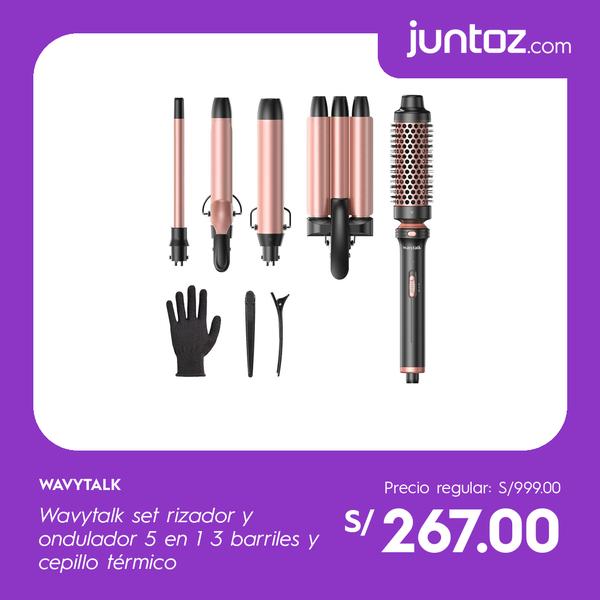 juntoz.com
wavytalk
WAVYTALK
Wavytalk set rizador y
ondulador 5 en 1 3 barriles y
cepillo térmico
Precio regular: S/999.00
S/267.00